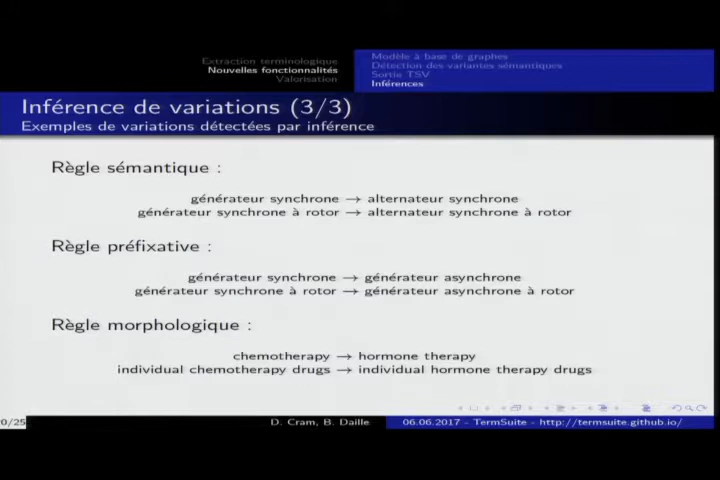 Extraction terminologique
Nouvelles fonctionnalités
Valorisation
Modèle à base de graphes
Détection des variantes sémantiques
Sortie TSV
Inférences
Inférence de variations (3/3)
Exemples de variations détectées par inférence
Règle sémantique :
générateur synchrone → alternateur synchrone
générateur synchrone à rotor → alternateur synchrone à rotor
Règle préfixative :
générateur synchrone → générateur asynchrone
générateur synchrone à rotor → générateur asynchrone à rotor
Règle morphologique :
chemotherapy → hormone therapy
individual chemotherapy drugs → individual hormone therapy drugs
0/25
D. Cram, B. Daille
06.06.2017 - TermSuite - http://termsuite.github.io/